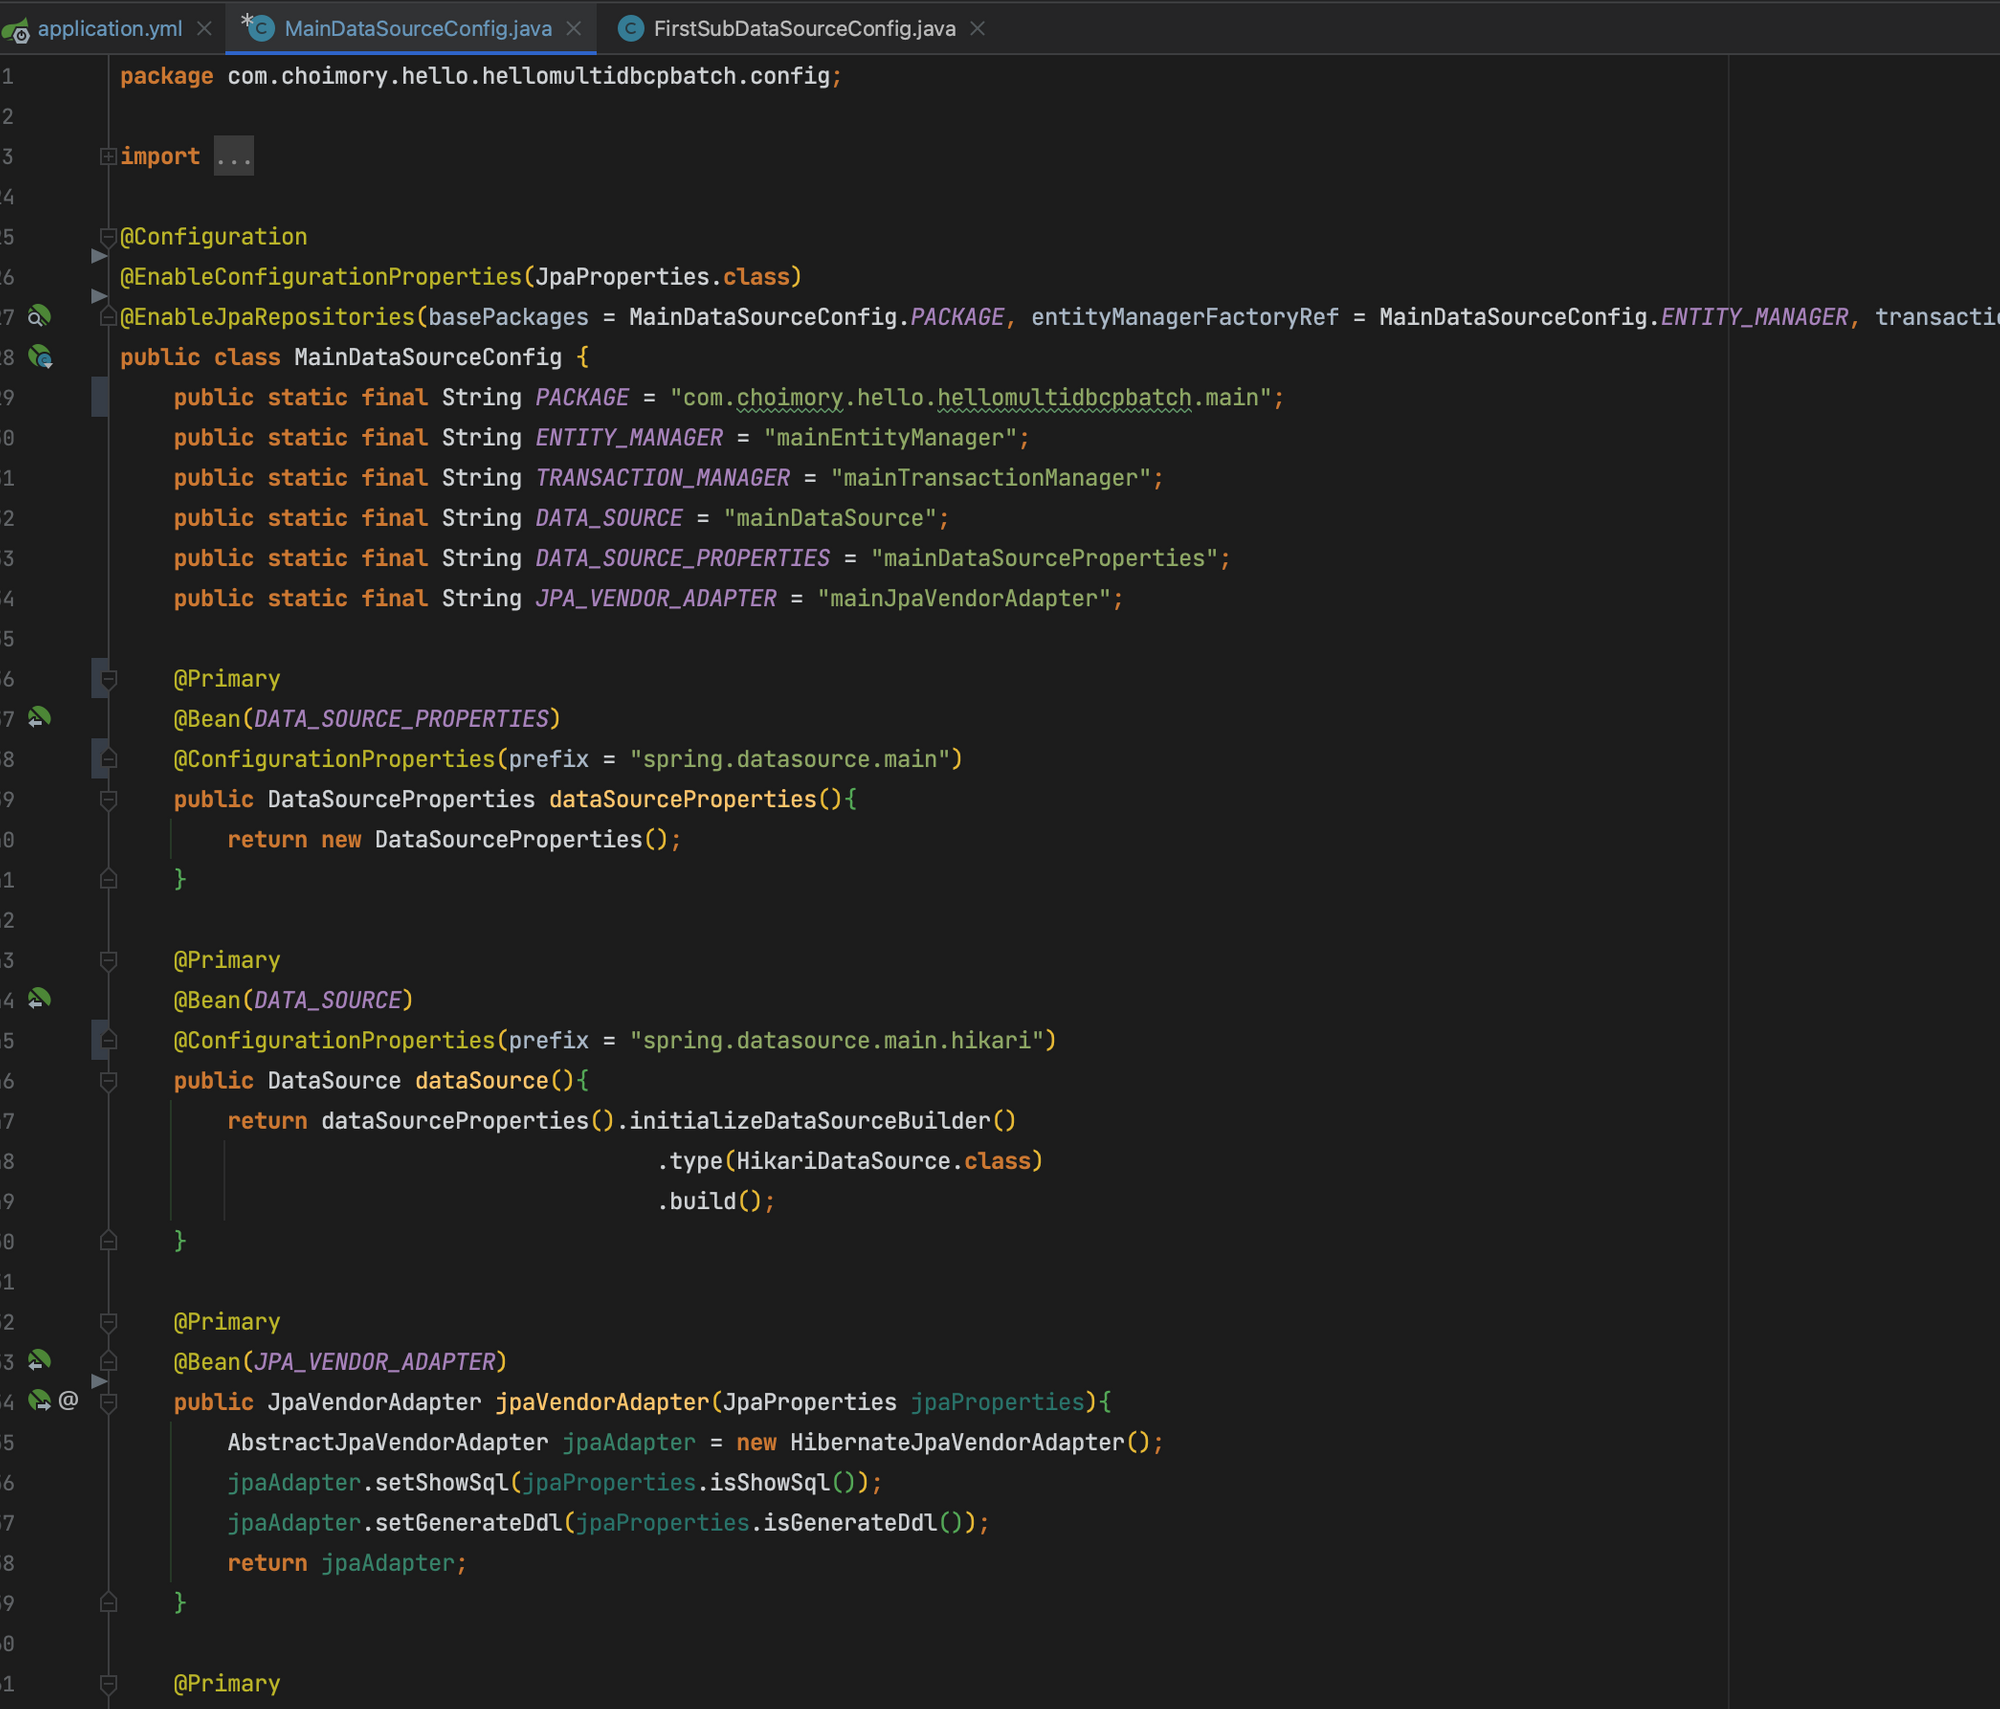 application.yml
* MainDataSourceConfig.java
FirstSubDataSourceConfig.java
1 package com.choimory.hello.hellomultidbcpbatch.config;
2
3 import ...
24
25 @Configuration
26 @EnableConfigurationProperties(JpaProperties.class)
27 @EnableJpaRepositories(basePackages = MainDataSourceConfig.PACKAGE, entityManagerFactoryRef = MainDataSourceConfig.ENTITY_MANAGER, transactio
28 public class MainDataSourceConfig {
29     public static final String PACKAGE = "com.choimory.hello.hellomultidbcpbatch.main";
0     public static final String ENTITY_MANAGER = "mainEntityManager";
1     public static final String TRANSACTION_MANAGER = "mainTransactionManager";
2     public static final String DATA_SOURCE = "mainDataSource";
3     public static final String DATA_SOURCE_PROPERTIES = "mainDataSourceProperties";
4     public static final String JPA_VENDOR_ADAPTER = "mainJpaVendorAdapter";
5
6     @Primary
7     @Bean(DATA_SOURCE_PROPERTIES)
8     @ConfigurationProperties(prefix = "spring.datasource.main")
9     public DataSourceProperties dataSourceProperties(){
0         return new DataSourceProperties();
1     }
2
3     @Primary
4     @Bean(DATA_SOURCE)
5     @ConfigurationProperties(prefix = "spring.datasource.main.hikari")
6     public DataSource dataSource(){
7         return dataSourceProperties().initializeDataSourceBuilder()
8                                         .type(HikariDataSource.class)
9                                         .build();
0     }
1
2     @Primary
3     @Bean(JPA_VENDOR_ADAPTER)
4 @ public JpaVendorAdapter jpaVendorAdapter(JpaProperties jpaProperties){
5         AbstractJpaVendorAdapter jpaAdapter = new HibernateJpaVendorAdapter();
6         jpaAdapter.setShowSql(jpaProperties.isShowSql());
7         jpaAdapter.setGenerateDdl(jpaProperties.isGenerateDdl());
8         return jpaAdapter;
9     }
0
1     @Primary